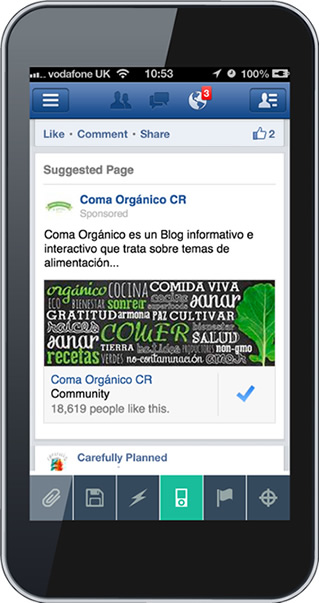 vodafone UK 10:53 100%
3
Like • Comment • Share 2
Suggested Page
Coma Orgánico CR
Sponsored
Coma Orgánico es un Blog informativo e
interactivo que trata sobre temas de
alimentación...
orgánico COCINA COMIDA VIVA
ECO BIENESTAR sonreír sanar
GRATITUD armonía PAZ CULTIVAR
raíces COMER bienestar
sanar SALUD
TIERRA PRODUCTORES non-gmo
recetas VERDES no-contaminación amar
Coma Orgánico CR
Community
18,619 people like this.
Carefully Planned